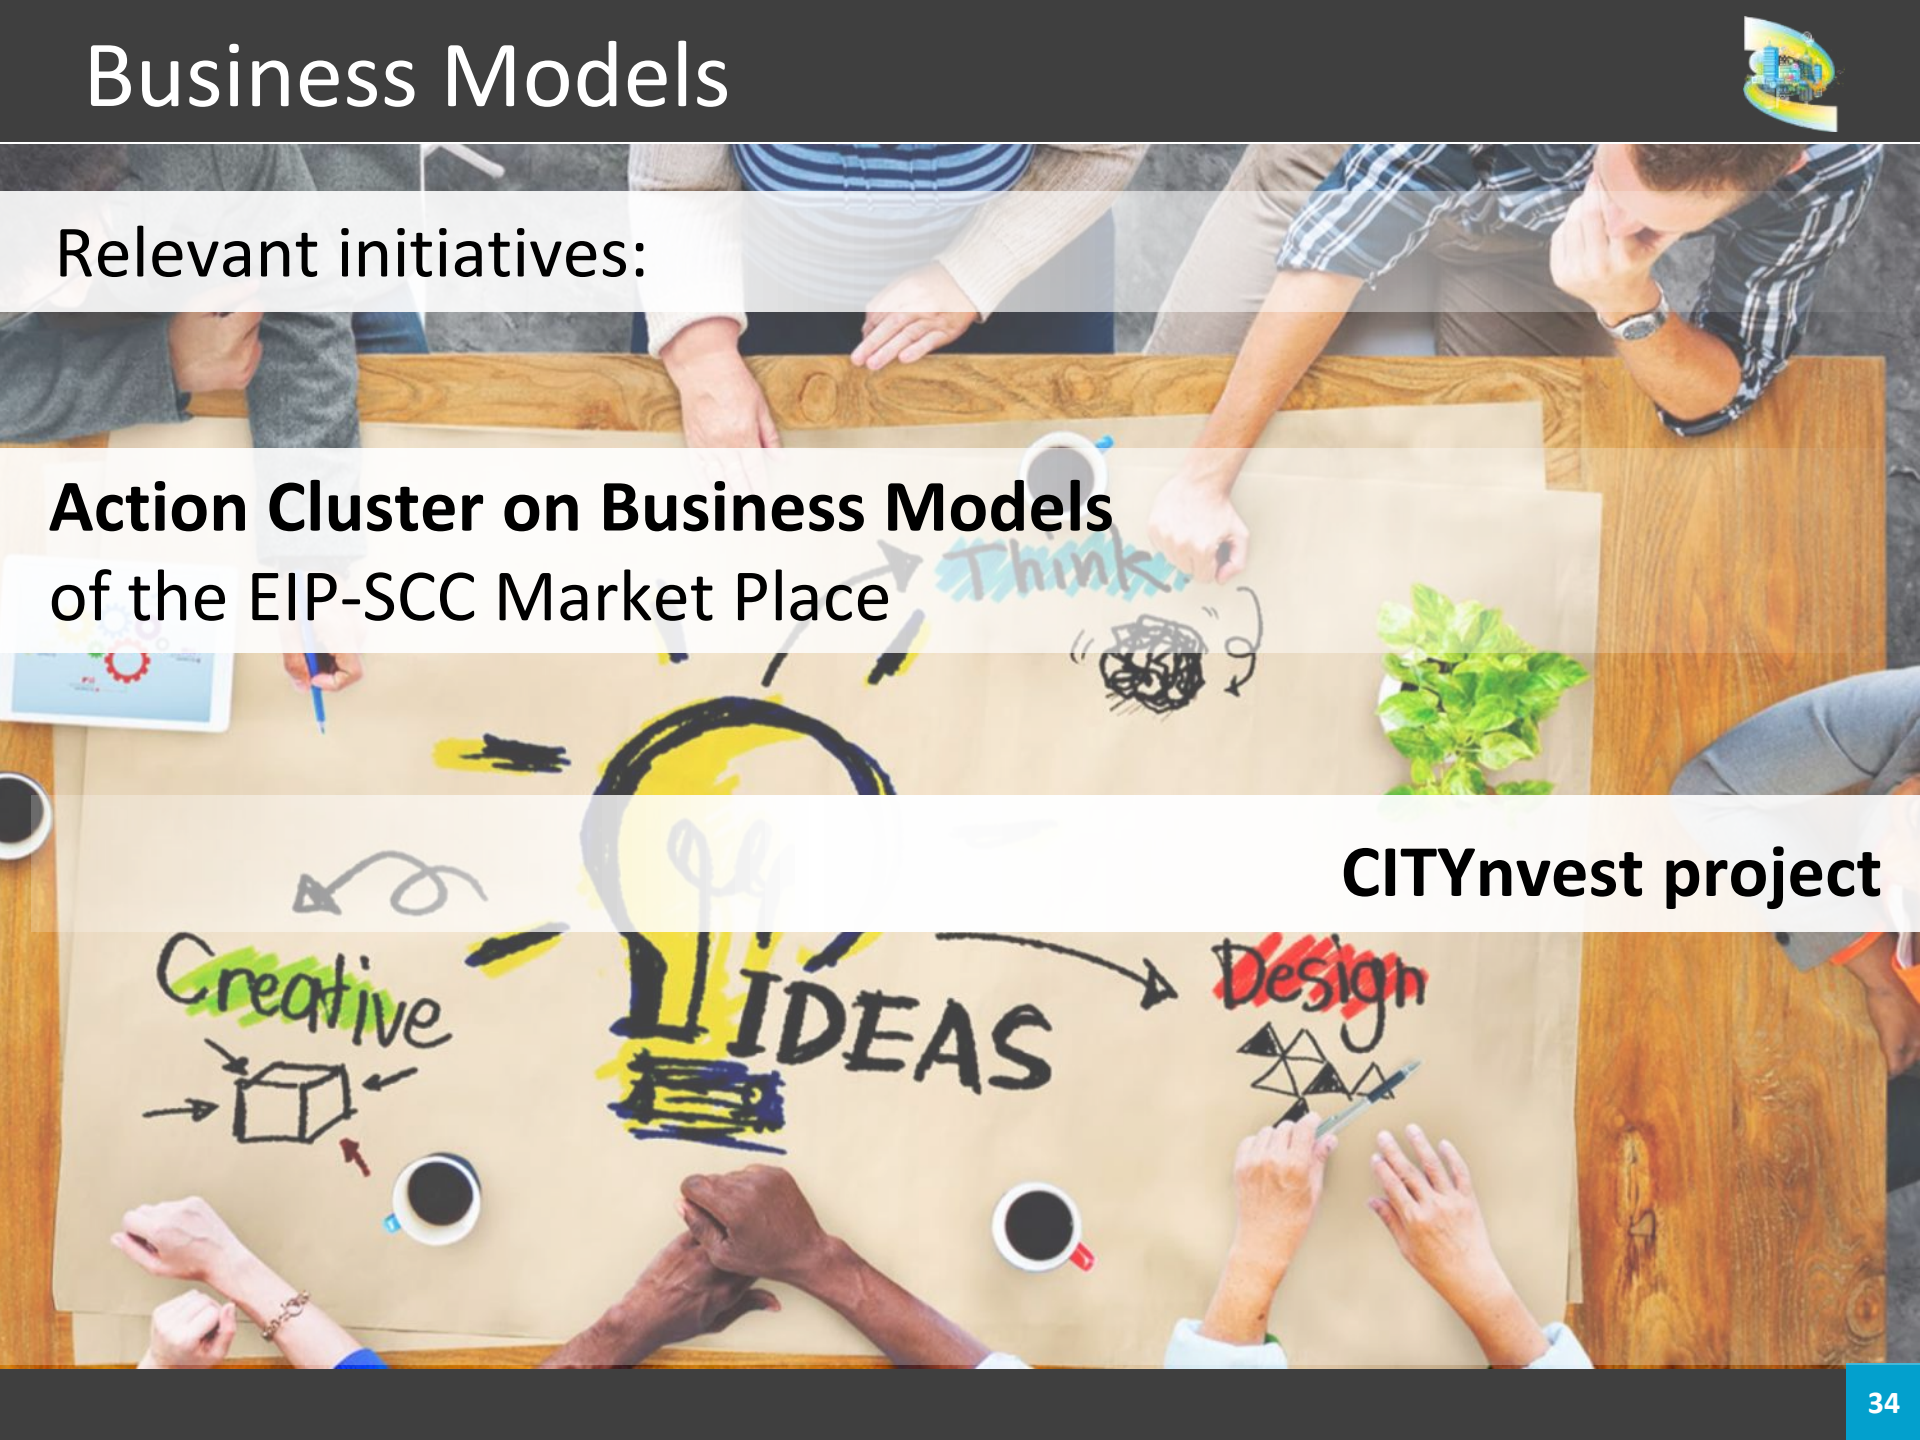 Business Models
Relevant initiatives:
Action Cluster on Business Models
of the EIP-SCC Market Place
Think
CITYnvest project
Creative
IDEAS
Design
34